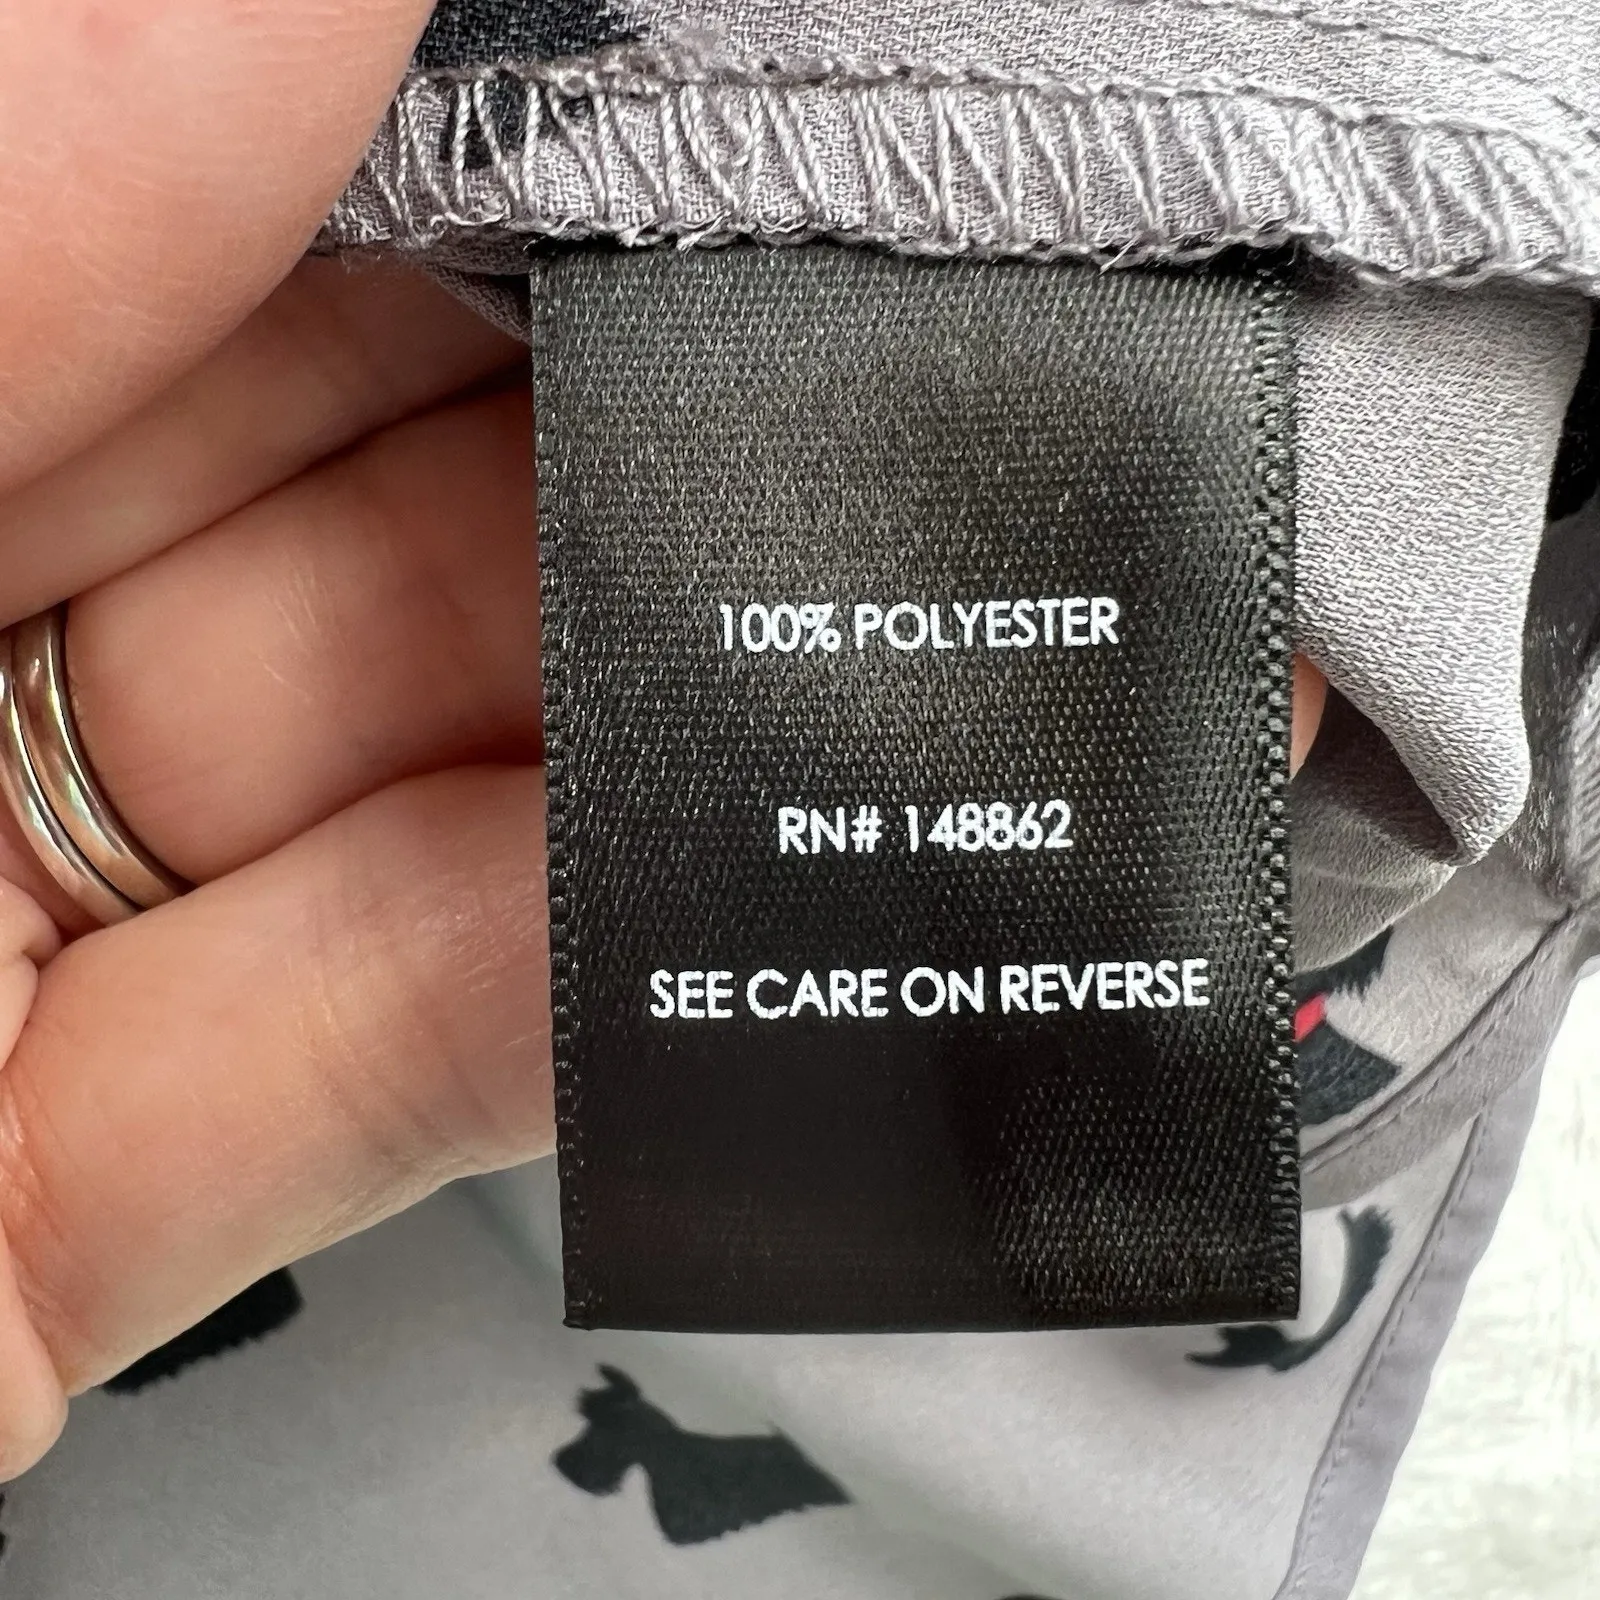 100% POLYESTER
RN# 148862
SEE CARE ON REVERSE